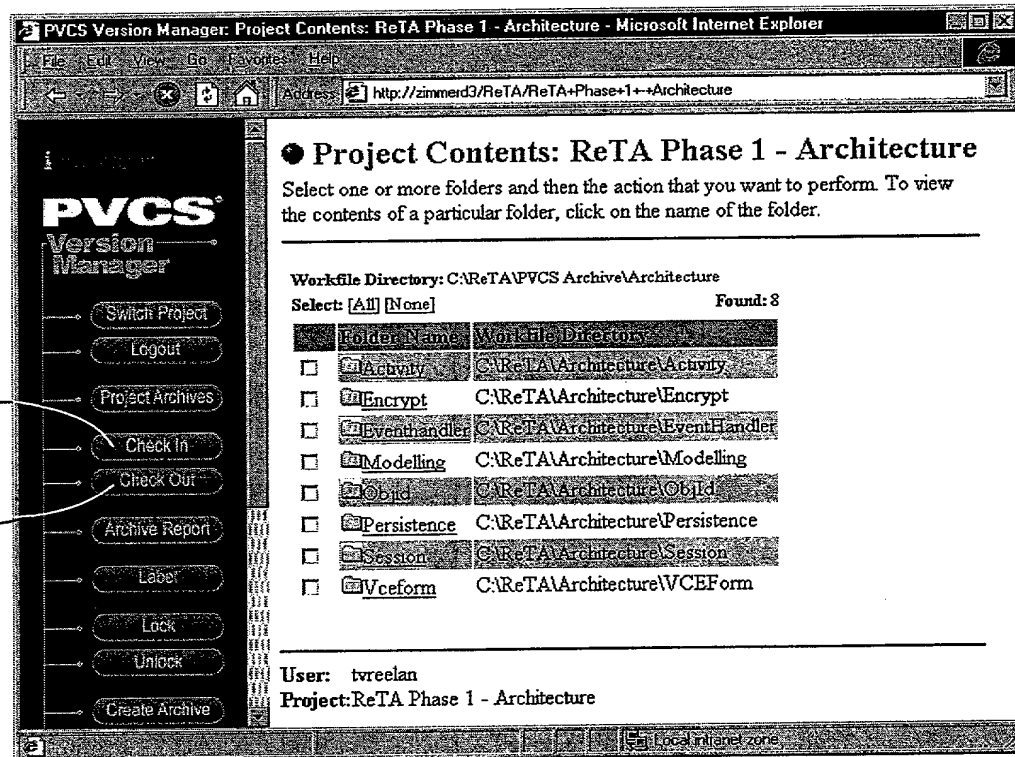 PVCS Version Manager: Project Contents: ReTA Phase 1 - Architecture - Microsoft Internet Explorer
File Edit View Go Favorites Help
Address http://zimmerd3/ReTA/ReTA+Phase+1+-+Architecture
PVCS
Version
Manager
Switch Project
Logout
Project Archives
Check In
Check Out
Archive Report
Label
Lock
Unlock
Create Archive
Project Contents: ReTA Phase 1 - Architecture
Select one or more folders and then the action that you want to perform. To view
the contents of a particular folder, click on the name of the folder.
Workfile Directory: C:\ReTA\PVCS Archive\Architecture
Select: [All] [None] Found: 8
Folder Name Workfile Directory
Activity C:\ReTA\Architecture\Activity
Encrypt C:\ReTA\Architecture\Encrypt
Eventhandler C:\ReTA\Architecture\EventHandler
Modelling C:\ReTA\Architecture\Modelling
ObjId C:\ReTA\Architecture\ObjId
Persistence C:\ReTA\Architecture\Persistence
Session C:\ReTA\Architecture\Session
Vceform C:\ReTA\Architecture\VCEForm
User: tvreelan
Project:ReTA Phase 1 - Architecture
Local intranet zone